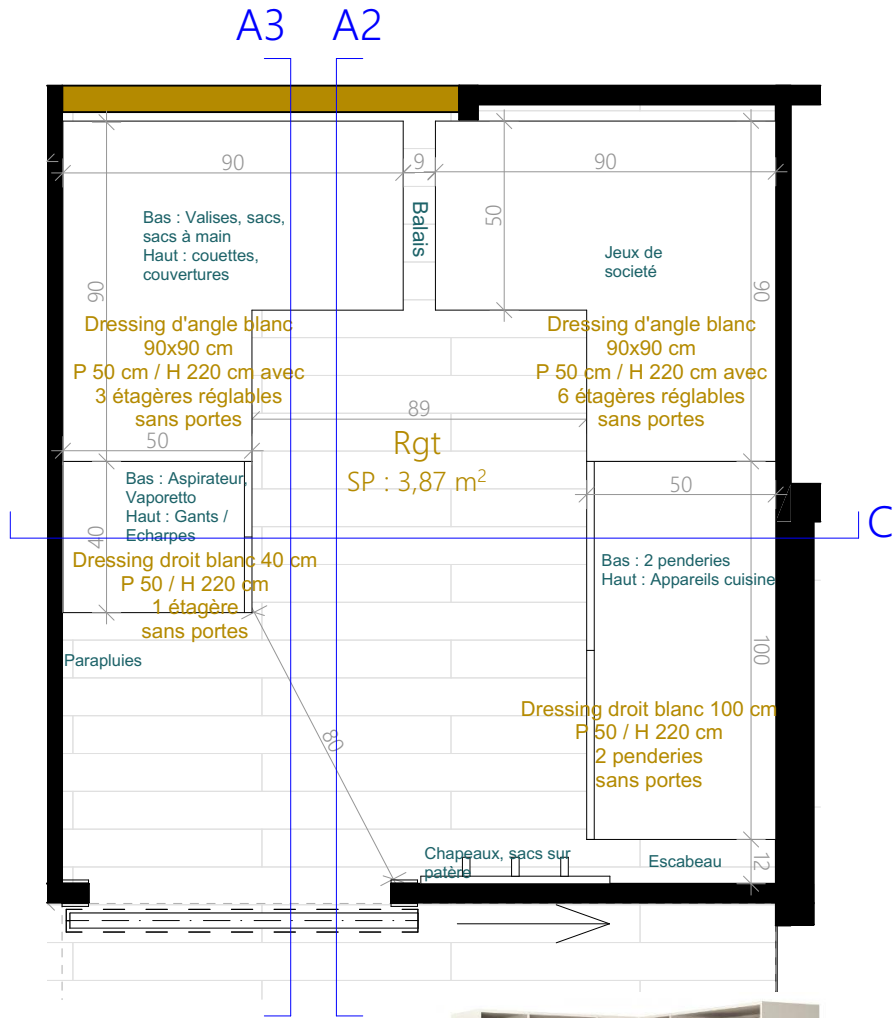 A3 A2
90
9
90
50
90
90
Balais
Bas : Valises, sacs,
sacs à main
Haut : couettes,
couvertures
Jeux de
societé
Dressing d'angle blanc
90x90 cm
P 50 cm / H 220 cm avec
3 étagères réglables
sans portes
Dressing d'angle blanc
90x90 cm
P 50 cm / H 220 cm avec
6 étagères réglables
sans portes
89
50
Rgt
SP : 3,87 m²
50
Bas : Aspirateur,
Vaporetto
Haut : Gants /
Echarpes
40
C
Dressing droit blanc 40 cm
P 50 / H 220 cm
1 étagère
sans portes
Bas : 2 penderies
Haut : Appareils cuisine
100
Parapluies
80
Dressing droit blanc 100 cm
P 50 / H 220 cm
2 penderies
sans portes
Chapeaux, sacs sur
patère
Escabeau
12